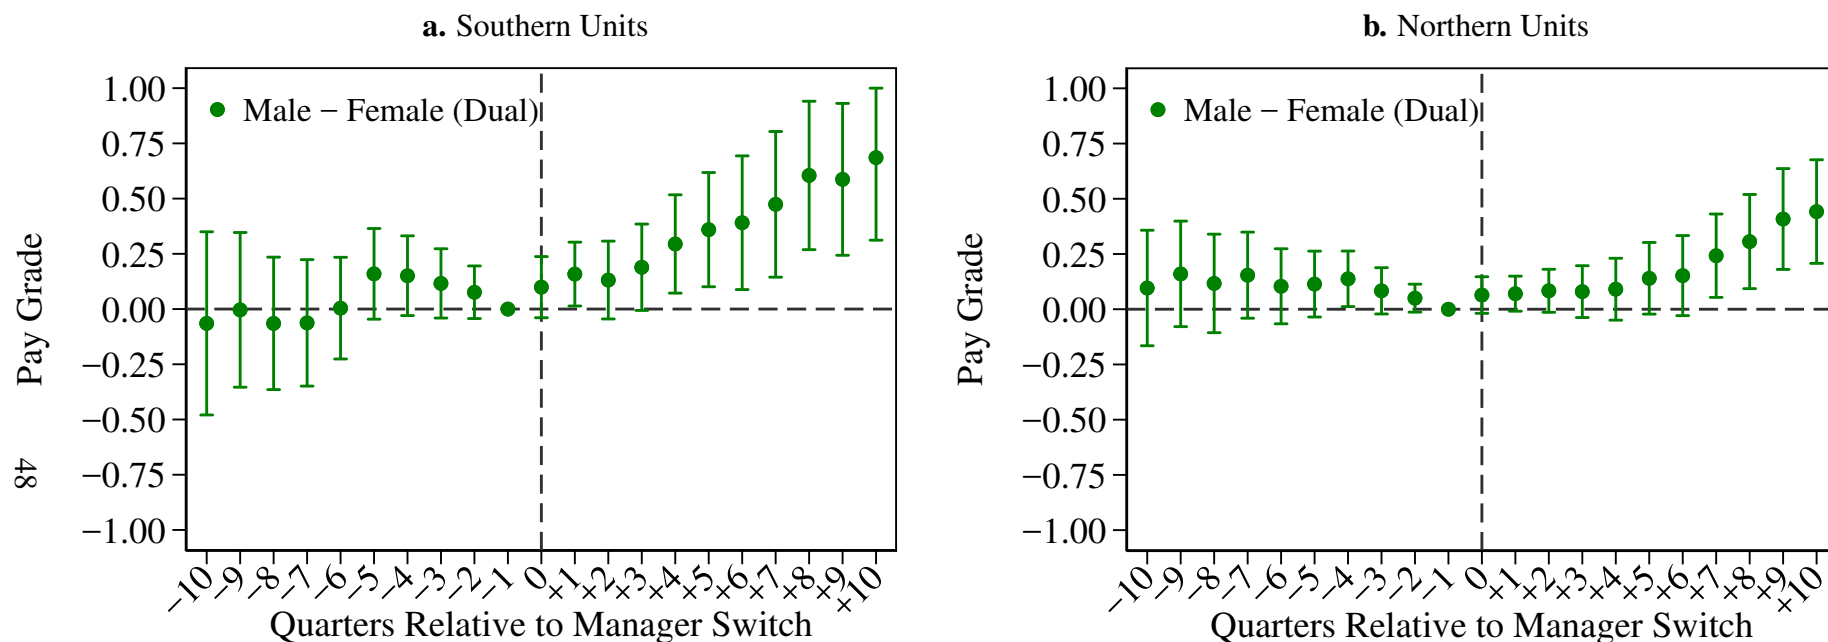 a. Southern Units
Male − Female (Dual)
1.00
0.75
0.50
0.25
0.00
−0.25
−0.50
−0.75
−1.00
Pay Grade
−10 −9 −8 −7 −6 −5 −4 −3 −2 −1 0 +1 +2 +3 +4 +5 +6 +7 +8 +9 +10
Quarters Relative to Manager Switch
b. Northern Units
Male − Female (Dual)
1.00
0.75
0.50
0.25
0.00
−0.25
−0.50
−0.75
−1.00
Pay Grade
−10 −9 −8 −7 −6 −5 −4 −3 −2 −1 0 +1 +2 +3 +4 +5 +6 +7 +8 +9 +10
Quarters Relative to Manager Switch
48